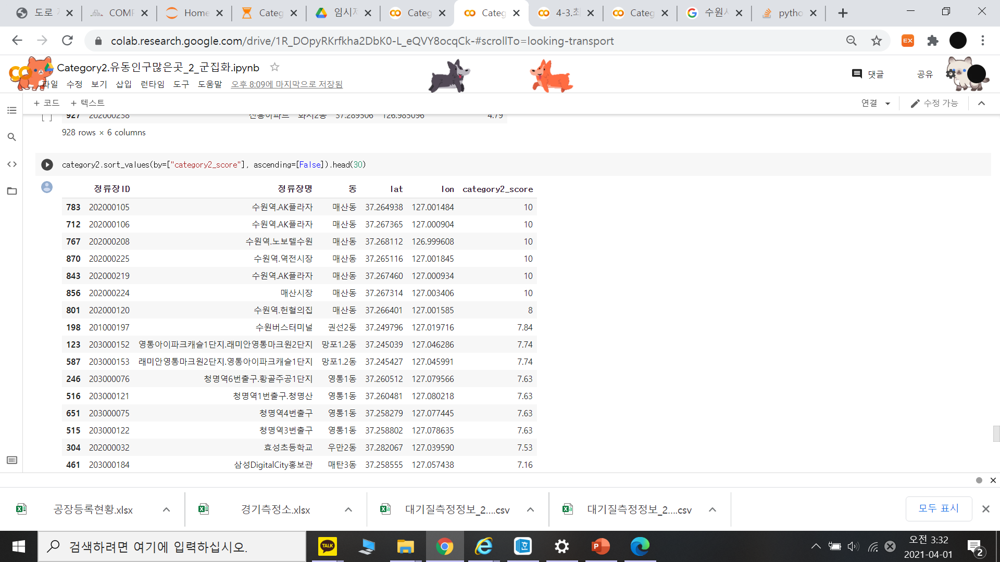 도로
COMP
Home
Categ
임시저
Categ
Categ
4-3.최
Categ
수원시
pytho
colab.research.google.com/drive/1R_DOpyRKrfkha2DbK0-L_eQVY8ocqCk-#scrollTo=looking-transport
EX
Category2.유동인구많은곳_2_군집화.ipynb
댓글
공유
파일 수정 보기 삽입 런타임 도구 도움말 오후 8:09에 마지막으로 저장됨
+ 코드 + 텍스트
연결
수정 가능
[ ] 927 202000238 신흥아파트 화서2동 37.289506 126.985096 4.79
928 rows × 6 columns
category2.sort_values(by=["category2_score"], ascending=[False]).head(30)
정류장ID 정류장명 동 lat lon category2_score
783 202000105 수원역.AK플라자 매산동 37.264938 127.001484 10
712 202000106 수원역.AK플라자 매산동 37.267365 127.000904 10
767 202000208 수원역.노보텔수원 매산동 37.268112 126.999608 10
870 202000225 수원역.역전시장 매산동 37.265116 127.001845 10
843 202000219 수원역.AK플라자 매산동 37.267460 127.000934 10
856 202000224 매산시장 매산동 37.267314 127.003406 10
801 202000120 수원역.헌혈의집 매산동 37.266401 127.001585 8
198 201000197 수원버스터미널 권선2동 37.249796 127.019716 7.84
123 203000152 영통아이파크캐슬1단지.래미안영통마크원2단지 망포1.2동 37.245039 127.046286 7.74
587 203000153 래미안영통마크원2단지.영통아이파크캐슬1단지 망포1.2동 37.245427 127.045991 7.74
246 203000076 청명역6번출구.황골주공1단지 영통1동 37.260512 127.079566 7.63
516 203000121 청명역1번출구.청명산 영통1동 37.260481 127.080218 7.63
651 203000075 청명역4번출구 영통1동 37.258279 127.077445 7.63
515 203000122 청명역3번출구 영통1동 37.258802 127.078635 7.63
304 202000032 효성초등학교 우만2동 37.282067 127.039590 7.53
461 203000184 삼성DigitalCity홍보관 매탄3동 37.258555 127.057438 7.16
공장등록현황.xlsx
경기측정소.xlsx
대기질측정정보_2....csv
대기질측정정보_2....csv
모두 표시
검색하려면 여기에 입력하십시오.
TALK
오전 3:32
2021-04-01
2